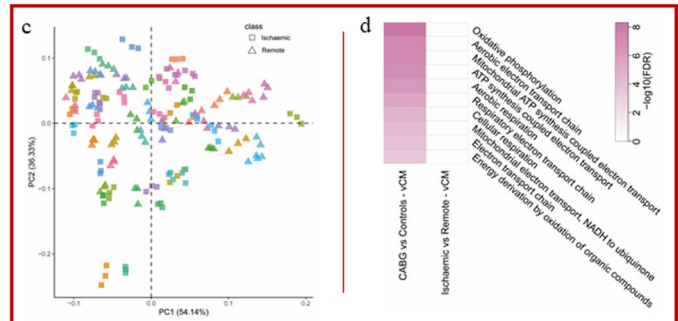 c
class
Ischaemic
Remote
PC2 (36.33%)
0.1
0.0
−0.1
−0.2
−0.1
0.0
0.1
0.2
PC1 (54.14%)
d
Oxidative phosphorylation
Aerobic electron transport chain
Mitochondrial ATP synthesis coupled electron transport
ATP synthesis coupled electron transport
Aerobic respiration
Respiratory electron transport chain
Cellular respiration
Mitochondrial electron transport, NADH to ubiquinone
Electron transport chain
Energy derivation by oxidation of organic compounds
CABG vs Controls - vCM
Ischaemic vs Remote - vCM
8
6
4
2
0
−log10(FDR)